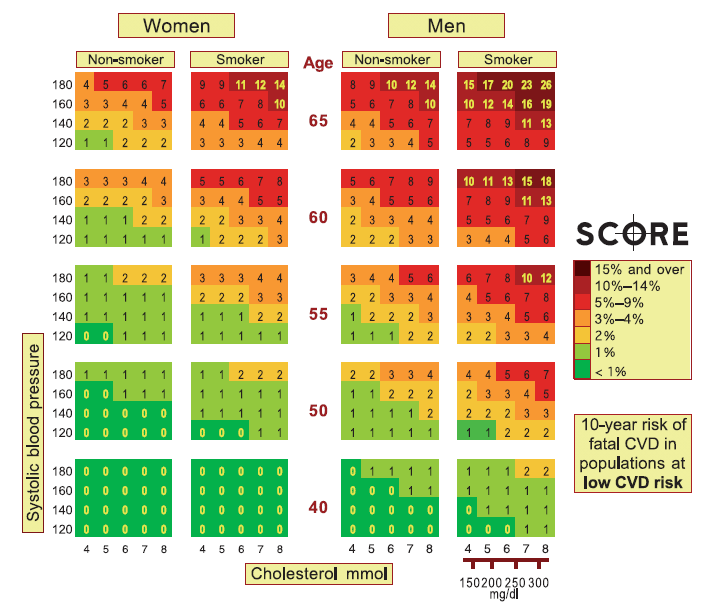 Women
Men
Non-smoker
Smoker
Age
Non-smoker
Smoker
180 4 5 6 6 7 9 9 11 12 14 8 9 10 12 14 15 17 20 23 26
160 3 3 4 4 5 6 6 7 8 10 5 6 7 8 10 10 12 14 16 19
65
140 2 2 2 3 3 4 4 5 6 7 4 4 5 6 7 7 8 9 11 13
120 1 1 2 2 2 3 3 3 4 4 2 3 3 4 5 5 5 6 8 9
180 3 3 3 4 4 5 5 6 7 8 5 6 7 8 9 10 11 13 15 18
160 2 2 2 2 3 3 4 4 5 5 3 4 5 5 6 7 8 9 11 13
60
140 1 1 1 2 2 2 2 3 3 4 2 3 3 4 4 5 5 6 7 9
120 1 1 1 1 1 1 2 2 2 3 2 2 2 3 3 3 4 4 5 6
180 1 1 2 2 2 3 3 3 4 4 3 4 4 5 6 6 7 8 10 12
160 1 1 1 1 1 2 2 2 3 3 2 2 3 3 4 4 5 6 7 8
55
140 1 1 1 1 1 1 1 1 2 2 1 2 2 2 3 3 3 4 5 6
120 0 0 1 1 1 1 1 1 1 1 1 1 1 2 2 2 2 3 3 4
180 1 1 1 1 1 1 1 2 2 2 2 2 3 3 4 4 4 5 6 7
160 0 0 1 1 1 1 1 1 1 1 1 1 2 2 2 2 3 3 4 5
50
140 0 0 0 0 0 1 1 1 1 1 1 1 1 1 2 2 2 2 3 3
120 0 0 0 0 0 0 0 0 1 1 1 1 1 1 1 1 1 2 2 2
180 0 0 0 0 0 0 0 0 0 0 0 1 1 1 1 1 1 1 2 2
160 0 0 0 0 0 0 0 0 0 0 0 0 0 1 1 1 1 1 1 1
40
140 0 0 0 0 0 0 0 0 0 0 0 0 0 0 0 0 1 1 1 1
120 0 0 0 0 0 0 0 0 0 0 0 0 0 0 0 0 0 0 1 1
4 5 6 7 8 4 5 6 7 8 4 5 6 7 8 4 5 6 7 8
Systolic blood pressure
Cholesterol mmol
150 200 250 300
mg/dl
SCORE
15% and over
10%–14%
5%–9%
3%–4%
2%
1%
< 1%
10-year risk of
fatal CVD in
populations at
low CVD risk